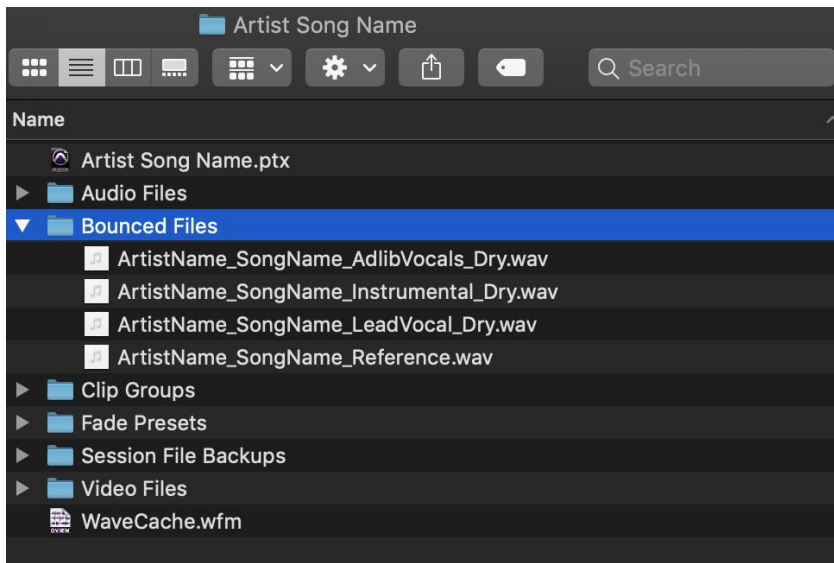 Artist Song Name
Search
Name
Artist Song Name.ptx
Audio Files
Bounced Files
ArtistName_SongName_AdlibVocals_Dry.wav
ArtistName_SongName_Instrumental_Dry.wav
ArtistName_SongName_LeadVocal_Dry.wav
ArtistName_SongName_Reference.wav
Clip Groups
Fade Presets
Session File Backups
Video Files
WaveCache.wfm